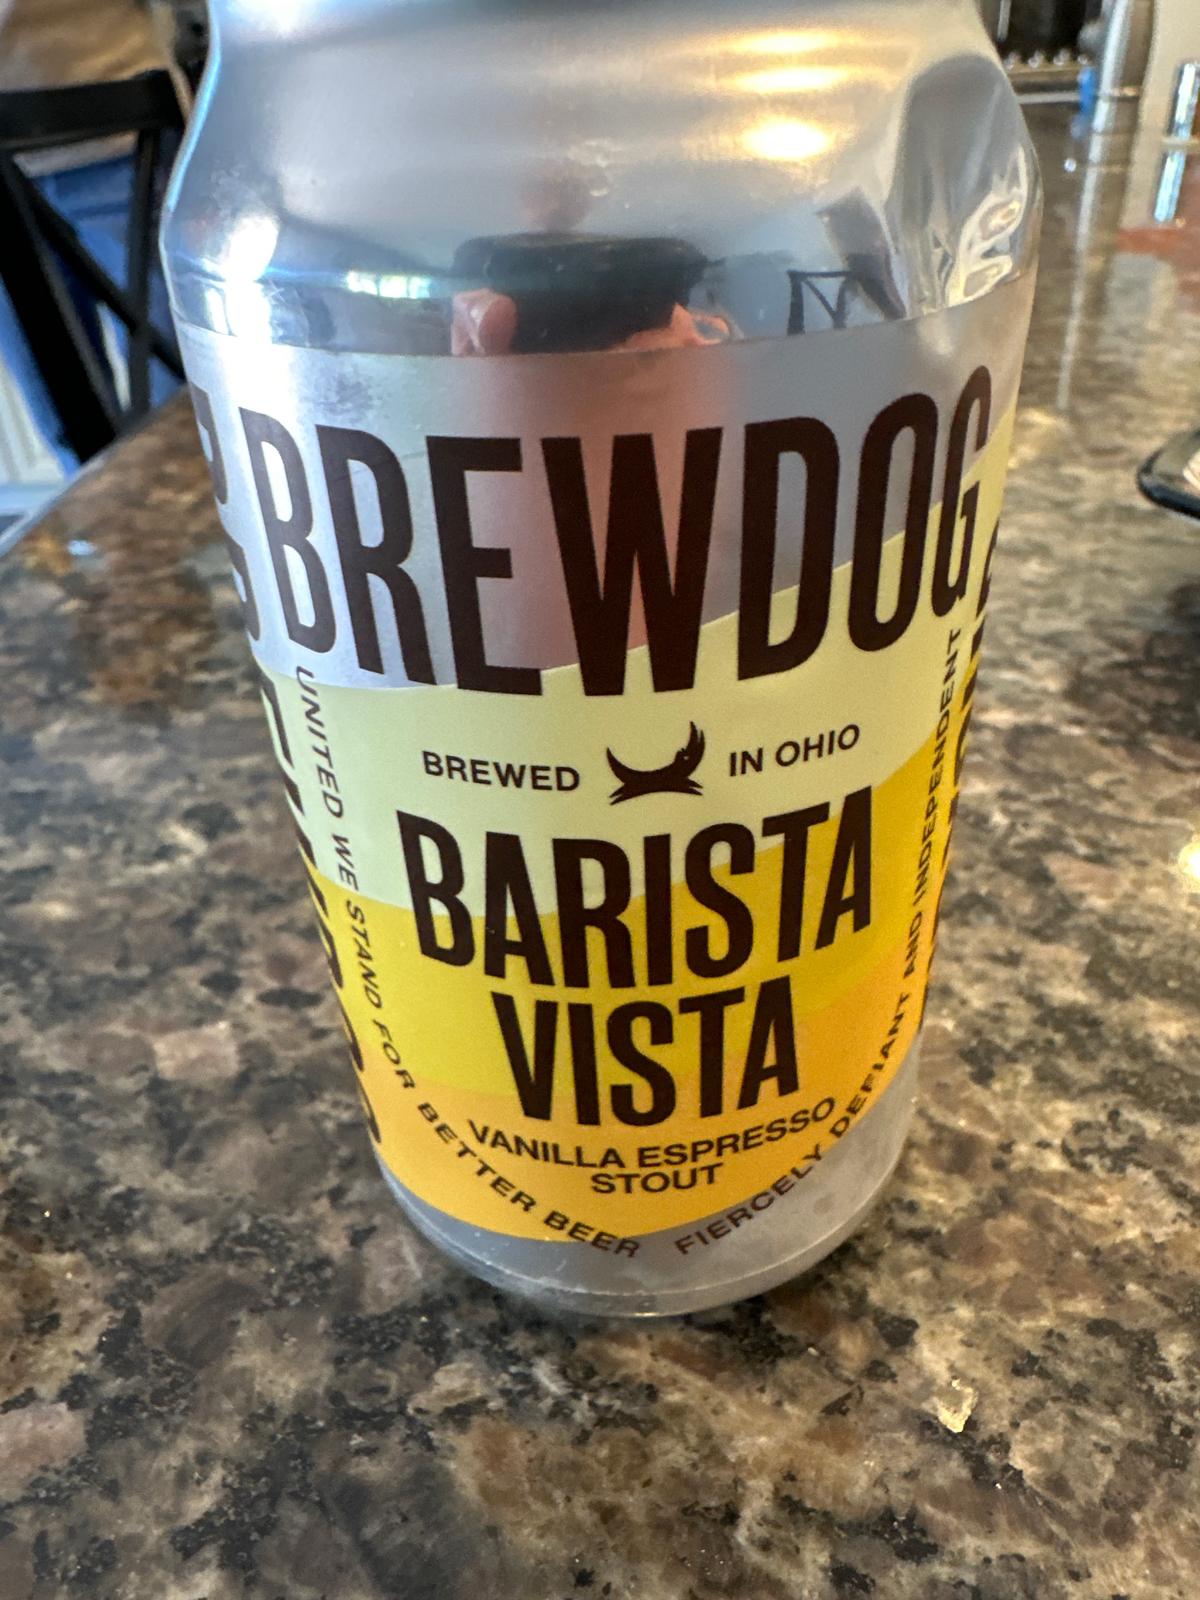 BREWDOG
BREWED IN OHIO
BARISTA
VISTA
VANILLA ESPRESSO
STOUT
UNITED WE STAND FOR BETTER BEER
FIERCELY DEFIANT AND INDEPENDENT